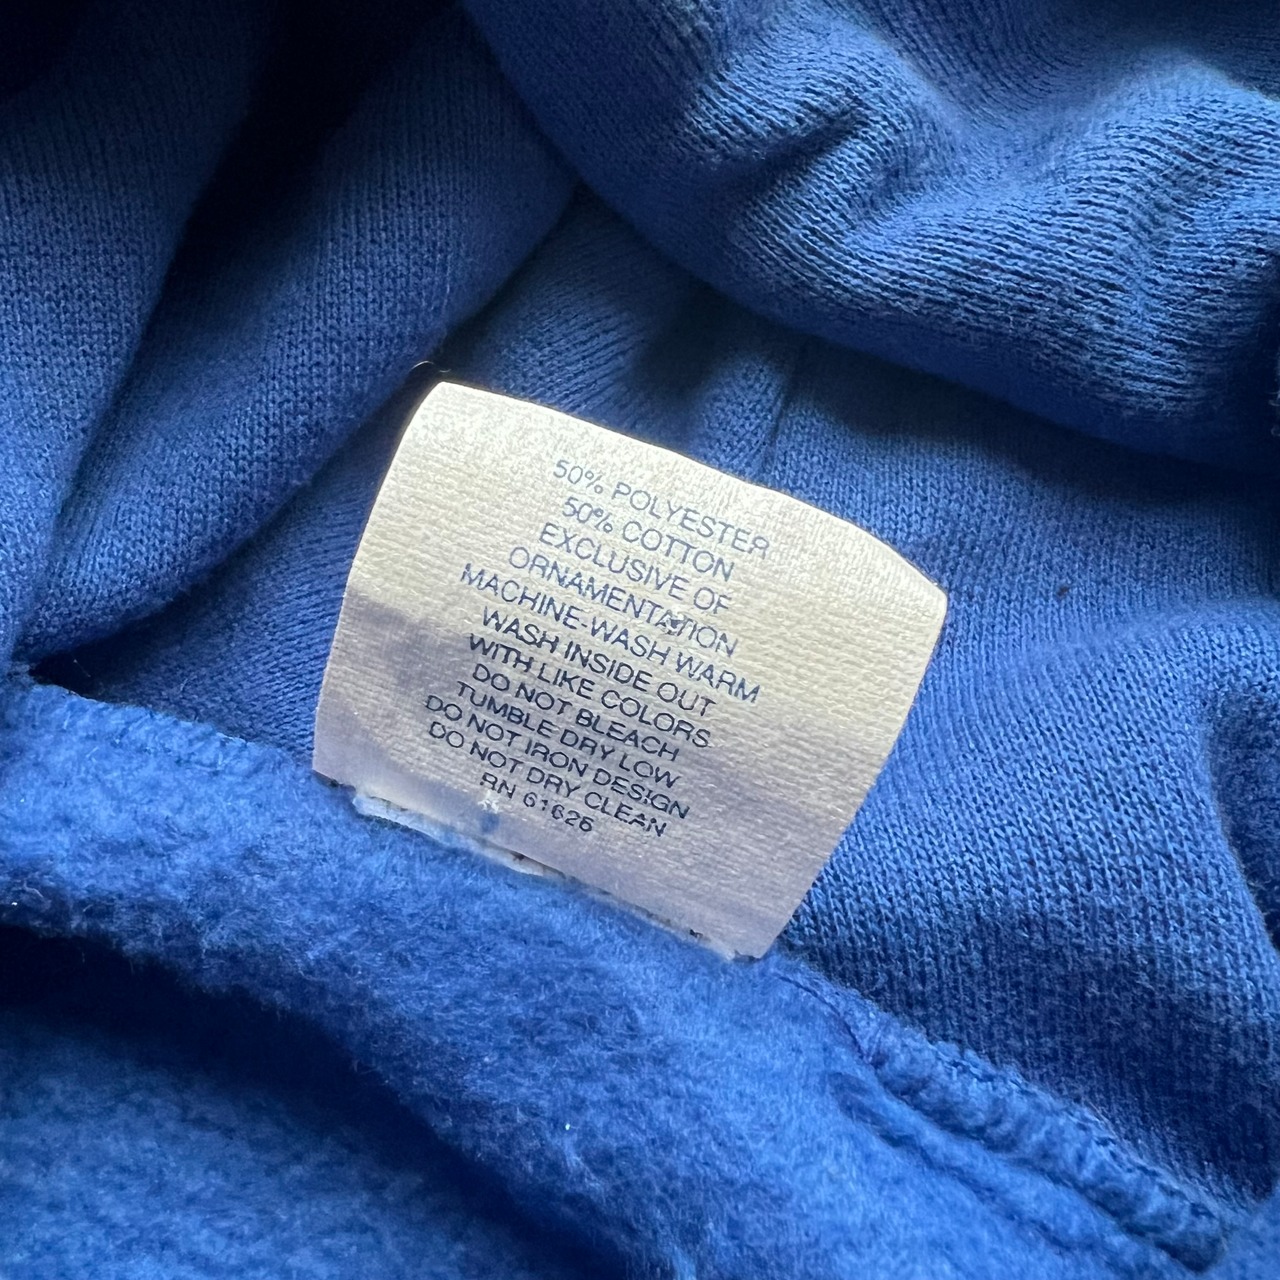 50% POLYESTER
50% COTTON
EXCLUSIVE OF
ORNAMENTATION
MACHINE-WASH WARM
WASH INSIDE OUT
WITH LIKE COLORS
DO NOT BLEACH
TUMBLE DRY LOW
DO NOT IRON DESIGN
DO NOT DRY CLEAN
RN 61625